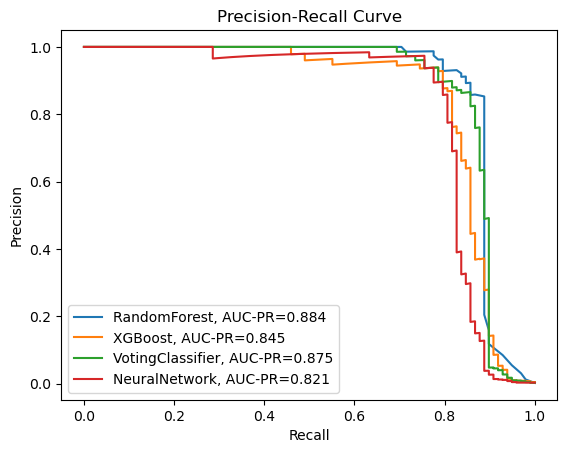 Precision-Recall Curve
1.0
0.8
0.6
0.4
0.2
0.0
Precision
RandomForest, AUC-PR=0.884
XGBoost, AUC-PR=0.845
VotingClassifier, AUC-PR=0.875
NeuralNetwork, AUC-PR=0.821
0.0 0.2 0.4 0.6 0.8 1.0
Recall